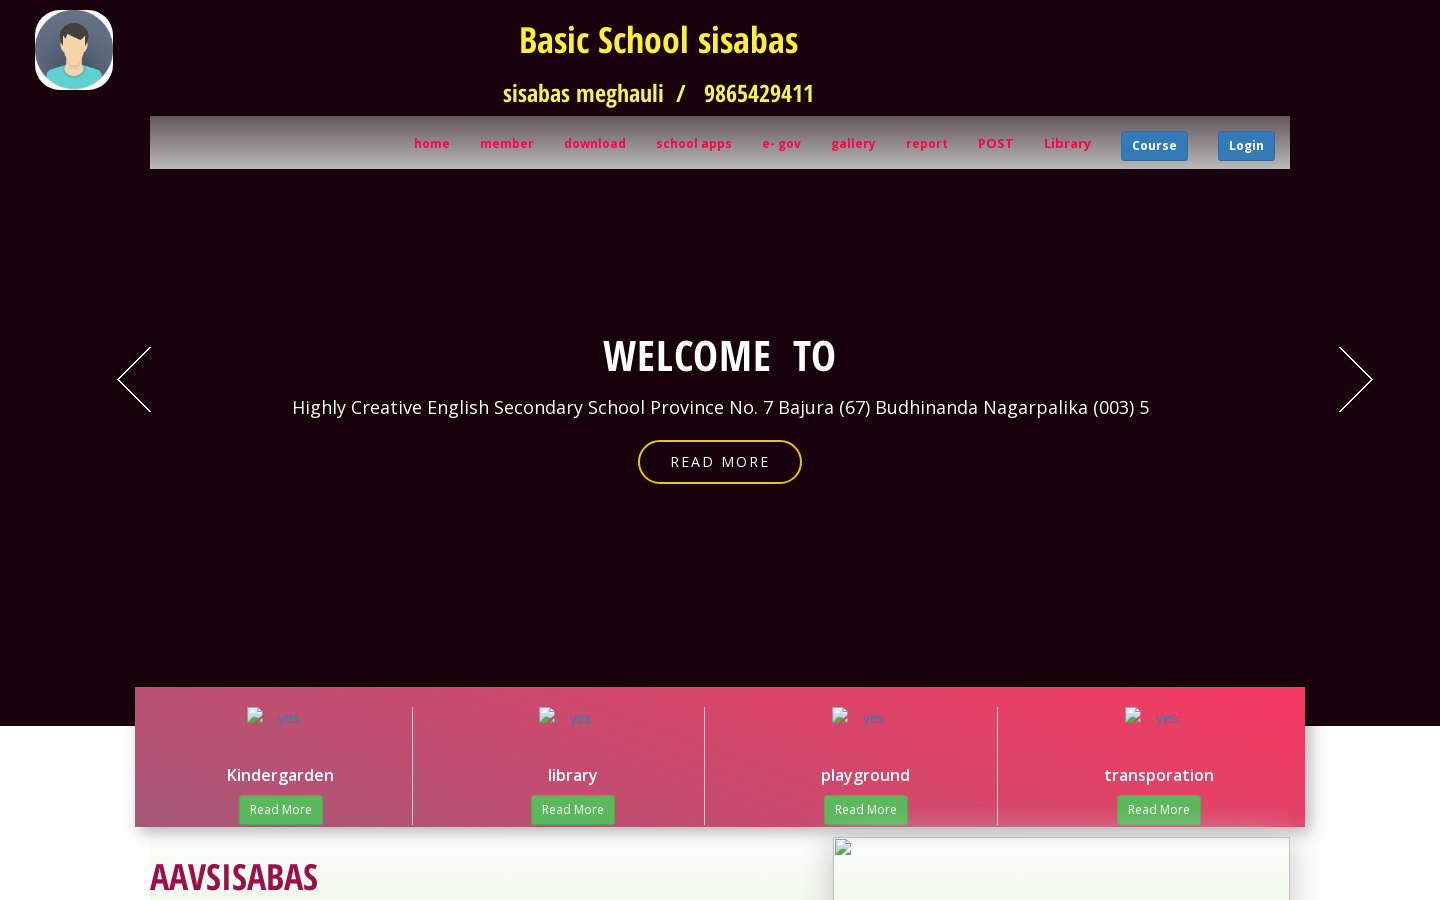 Basic School sisabas
sisabas meghauli / 9865429411
home member download school apps e- gov gallery report POST Library Course Login
WELCOME TO
Highly Creative English Secondary School Province No. 7 Bajura (67) Budhinanda Nagarpalika (003) 5
READ MORE
yes yes yes yes
Kindergarden library playground transporation
Read More Read More Read More Read More
AAVSISABAS